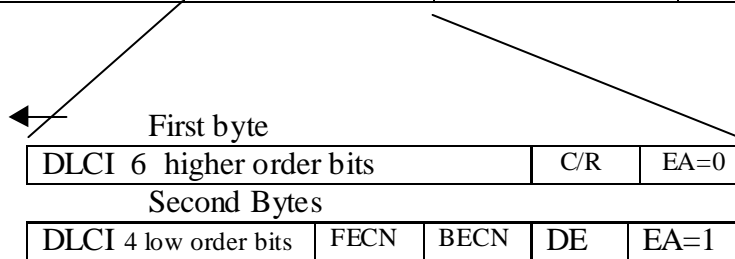 First byte
DLCI 6 higher order bits C/R EA=0
Second Bytes
DLCI 4 low order bits FECN BECN DE EA=1